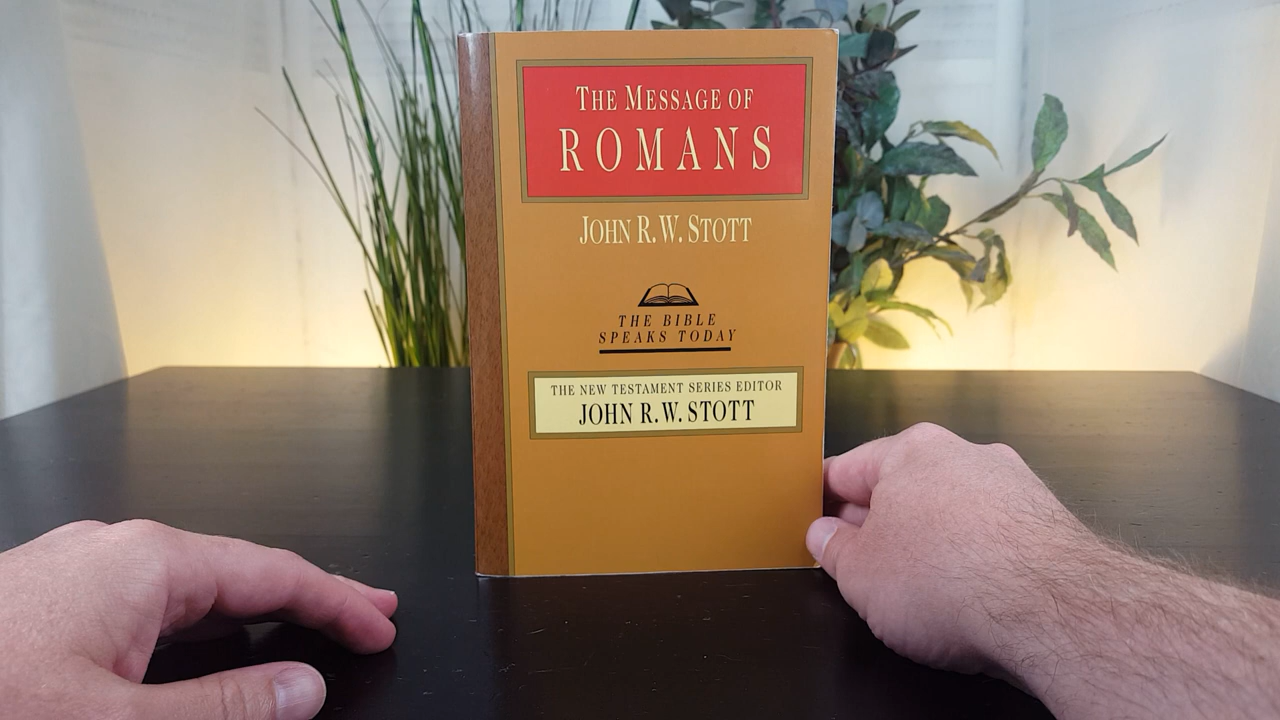 THE MESSAGE OF
ROMANS
JOHN R.W. STOTT
THE BIBLE
SPEAKS TODAY
THE NEW TESTAMENT SERIES EDITOR
JOHN R.W. STOTT